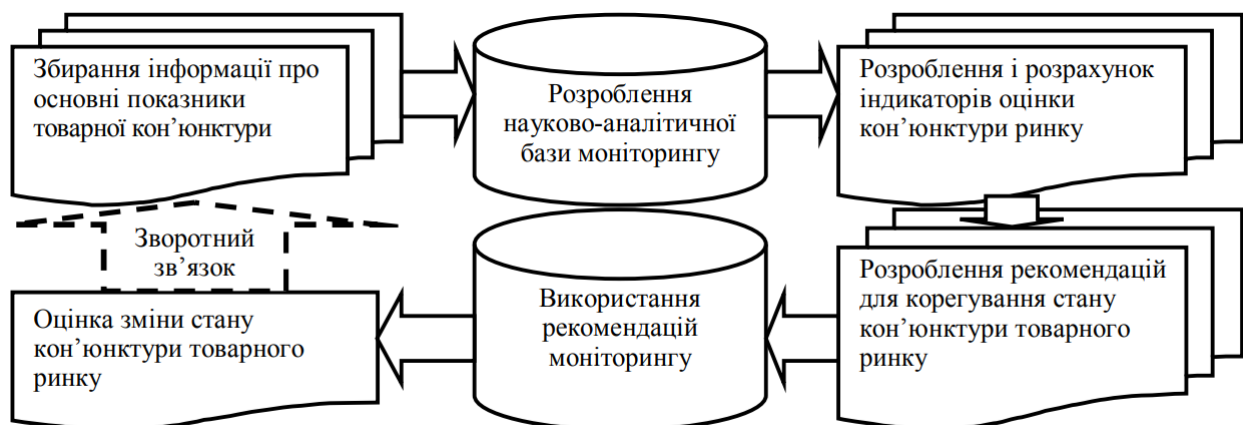 Збирання інформації про
основні показники
товарної кон’юнктури
Розроблення
науково-аналітичної
бази моніторингу
Розроблення і розрахунок
індикаторів оцінки
кон’юнктури ринку
Розроблення рекомендацій
для корегування стану
кон’юнктури товарного
ринку
Використання
рекомендацій
моніторингу
Оцінка зміни стану
кон’юнктури товарного
ринку
Зворотний
зв’язок